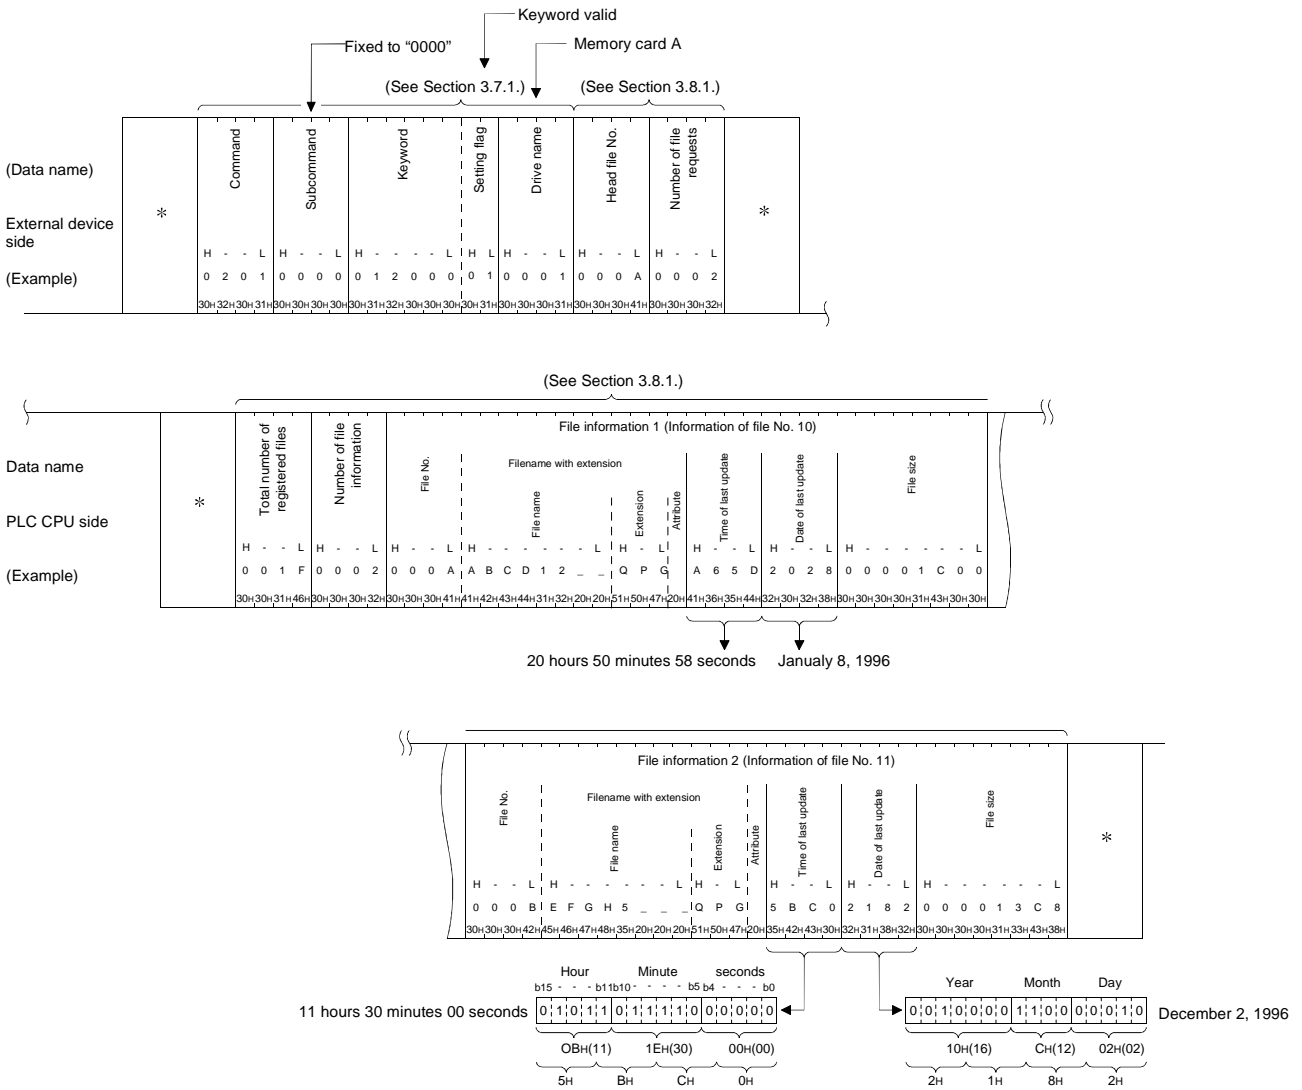 Keyword valid
Fixed to “0000”
Memory card A
(See Section 3.7.1.) (See Section 3.8.1.)
(Data name)
External device
side
(Example)
*
Command
Subcommand
Keyword
Setting flag
Drive name
Head file No.
Number of file
requests
*
H - - L H - - L H - - - - L H L H - - L H - - L H - - L
0 2 0 1 0 0 0 0 0 1 2 0 0 0 0 1 0 0 0 1 0 0 0 A 0 0 0 2
30H 32H 30H 31H 30H 30H 30H 30H 30H 31H 32H 30H 30H 30H 30H 31H 30H 30H 30H 31H 30H 30H 30H 41H 30H 30H 30H 32H
(See Section 3.8.1.)
Data name
PLC CPU side
(Example)
*
Total number of
registered files
Number of file
information
File information 1 (Information of file No. 10)
File No.
Filename with extension
File name
Extension
Attribute
Time of last update
Date of last update
File size
H - - L H - - L H - - L H - - - - - - L H - L H - - L H - - L H - - - - - - L
0 0 1 F 0 0 0 2 0 0 0 A A B C D 1 2 _ _ Q P G A 6 5 D 2 0 2 8 0 0 0 0 1 C 0 0
30H 30H 31H 46H 30H 30H 30H 32H 30H 30H 30H 41H 41H 42H 43H 44H 31H 32H 20H 20H 51H 50H 47H 20H 41H 36H 35H 44H 32H 30H 32H 38H 30H 30H 30H 30H 31H 43H 30H 30H
20 hours 50 minutes 58 seconds Janualy 8, 1996
File information 2 (Information of file No. 11)
File No.
Filename with extension
File name
Extension
Attribute
Time of last update
Date of last update
File size
*
H - - L H - - - - - - L H - L H - - L H - - L H - - - - - - L
0 0 0 B E F G H 5 _ _ _ Q P G 5 B C 0 2 1 8 2 0 0 0 0 1 3 C 8
30H 30H 30H 42H 45H 46H 47H 48H 35H 20H 20H 20H 51H 50H 47H 20H 35H 42H 43H 30H 32H 31H 38H 32H 30H 30H 30H 30H 31H 33H 43H 38H
Hour Minute seconds
b15 - - - b11 b10 - - - - b5 b4 - - - b0
11 hours 30 minutes 00 seconds
0 1 0 1 1 0 1 1 1 1 0 0 0 0 0 0
OBH(11) 1EH(30) 00H(00)
5H BH CH 0H
Year Month Day
0 0 1 0 0 0 0 1 1 0 0 0 0 0 1 0
December 2, 1996
10H(16) CH(12) 02H(02)
2H 1H 8H 2H